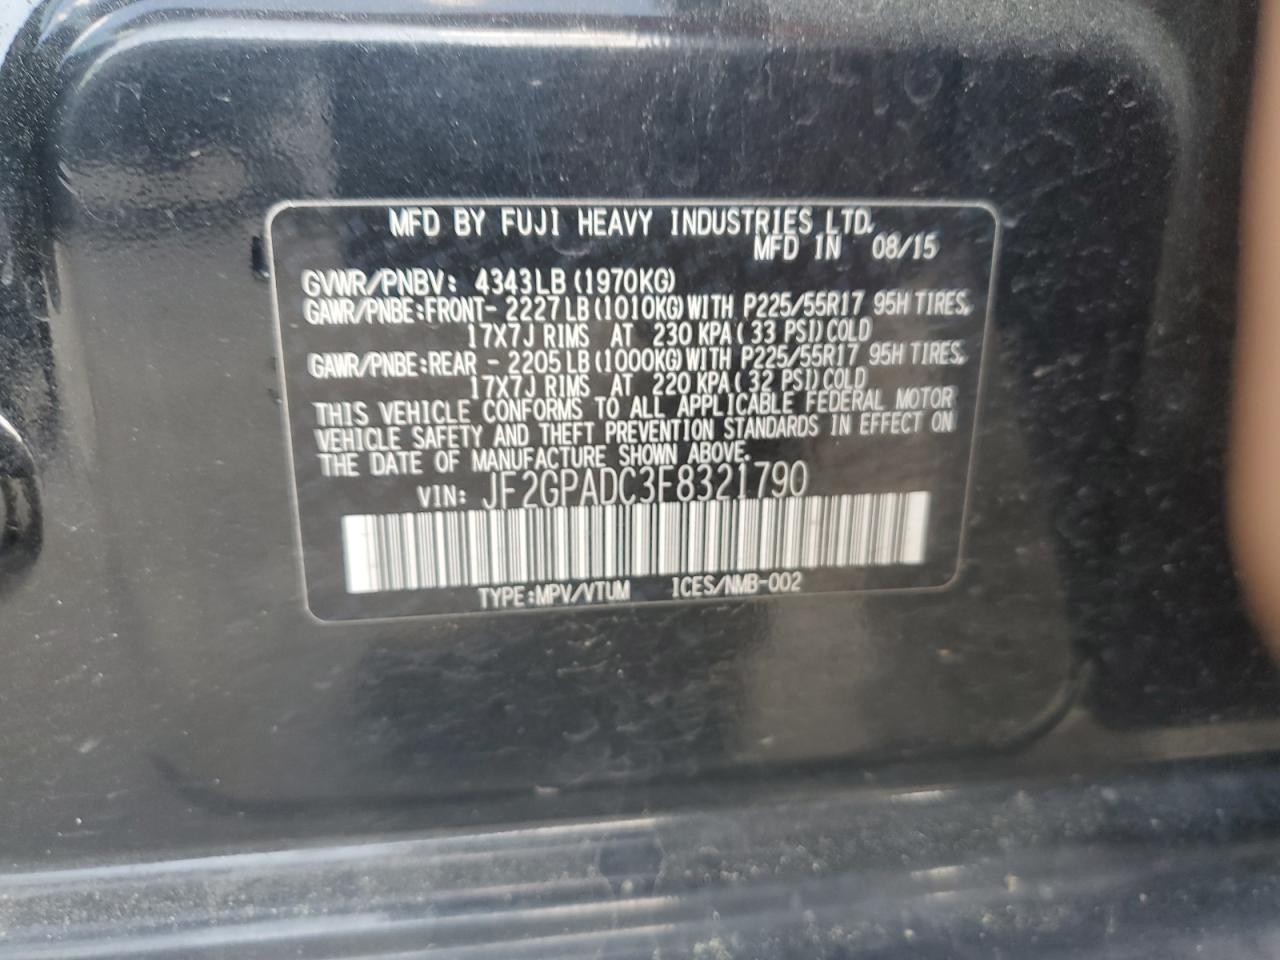 MFD BY FUJI HEAVY INDUSTRIES LTD.
MFD IN 08/15
GVWR/PNBV: 4343LB (1970KG)
GAWR/PNBE:FRONT- 2227LB (1010KG) WITH P225/55R17 95H TIRES,
17X7J RIMS AT 230 KPA( 33 PSI) COLD
GAWR/PNBE:REAR - 2205LB (1000KG) WITH P225/55R17 95H TIRES,
17X7J RIMS AT 220 KPA( 32 PSI) COLD
THIS VEHICLE CONFORMS TO ALL APPLICABLE FEDERAL MOTOR
VEHICLE SAFETY AND THEFT PREVENTION STANDARDS IN EFFECT ON
THE DATE OF MANUFACTURE SHOWN ABOVE.
VIN: JF2GPADC3F8321790
TYPE:MPV/VTUM ICES/NMB-002